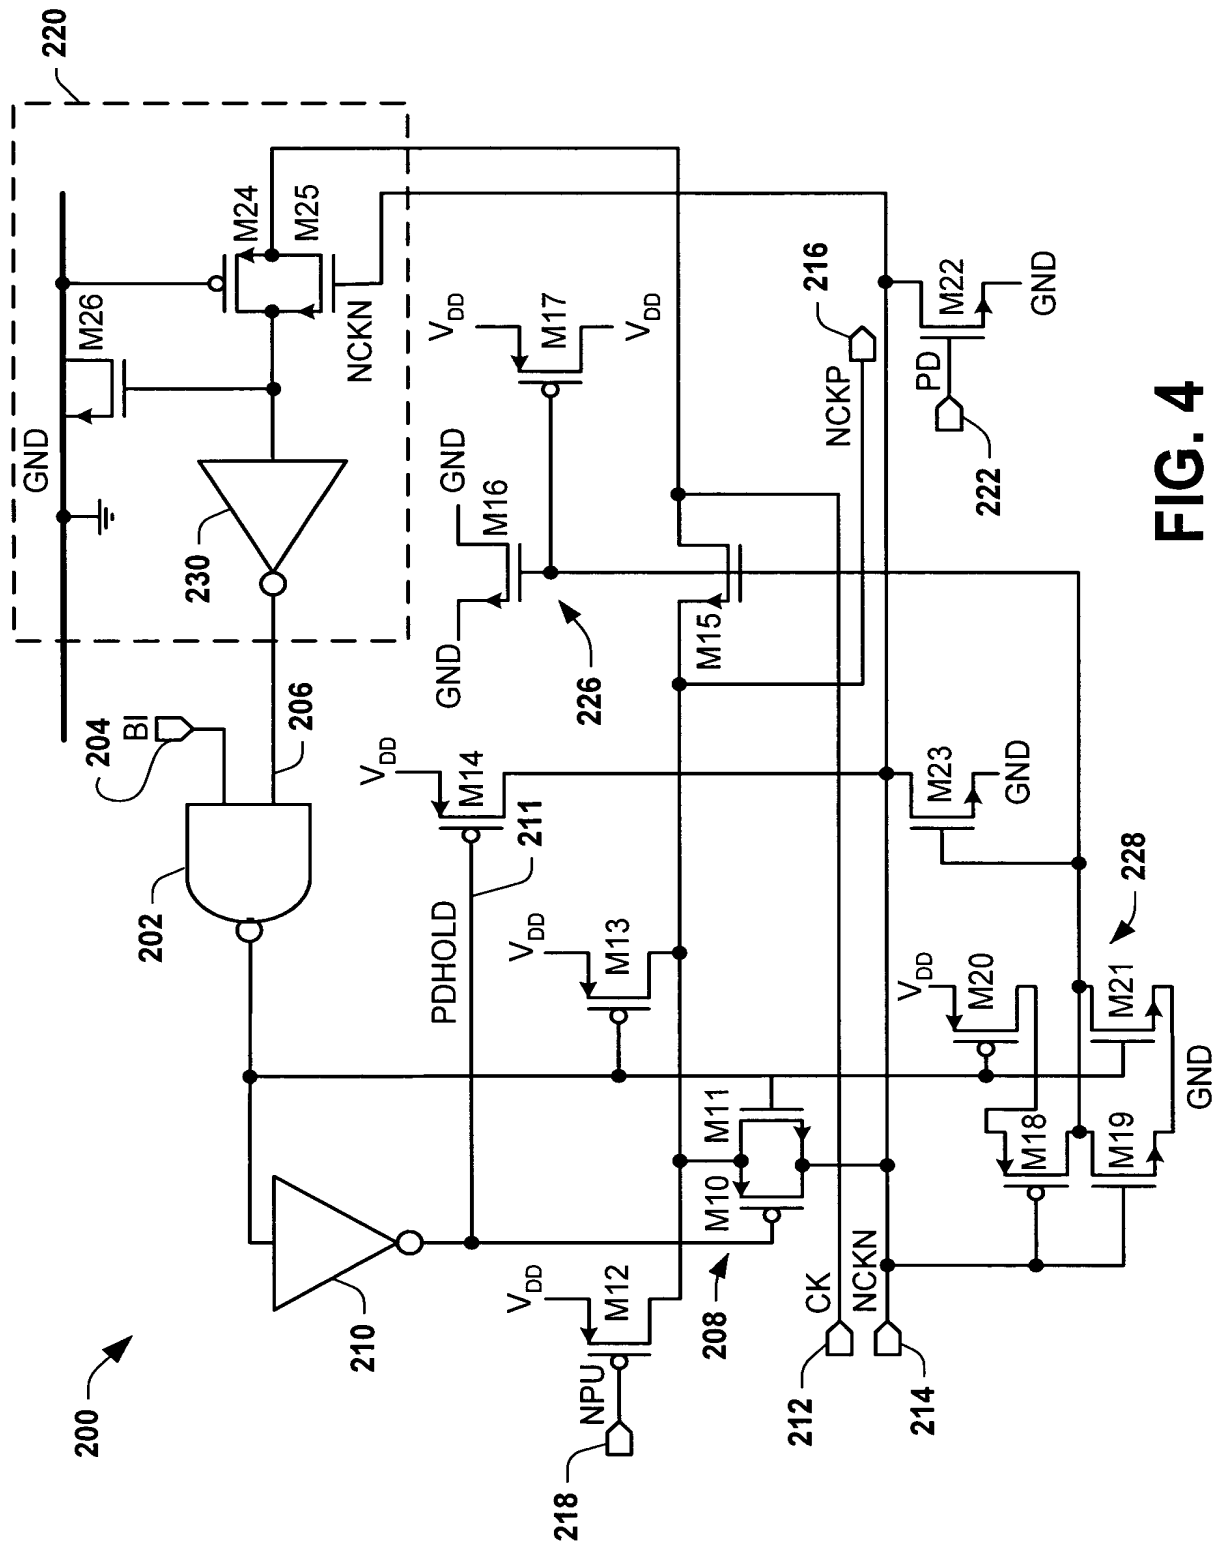 200
220
GND
M26
M24
M25
NCKN
230
204
BI
206
202
210
PDHOLD
211
VDD
M14
GND
GND
M16
VDD
M17
VDD
226
VDD
M13
M15
NCKP
216
218
NPU
VDD
M12
208
M10
M11
212
CK
214
NCKN
M23
GND
222
PD
M22
GND
VDD
M20
M18
M19
M21
228
GND
FIG. 4